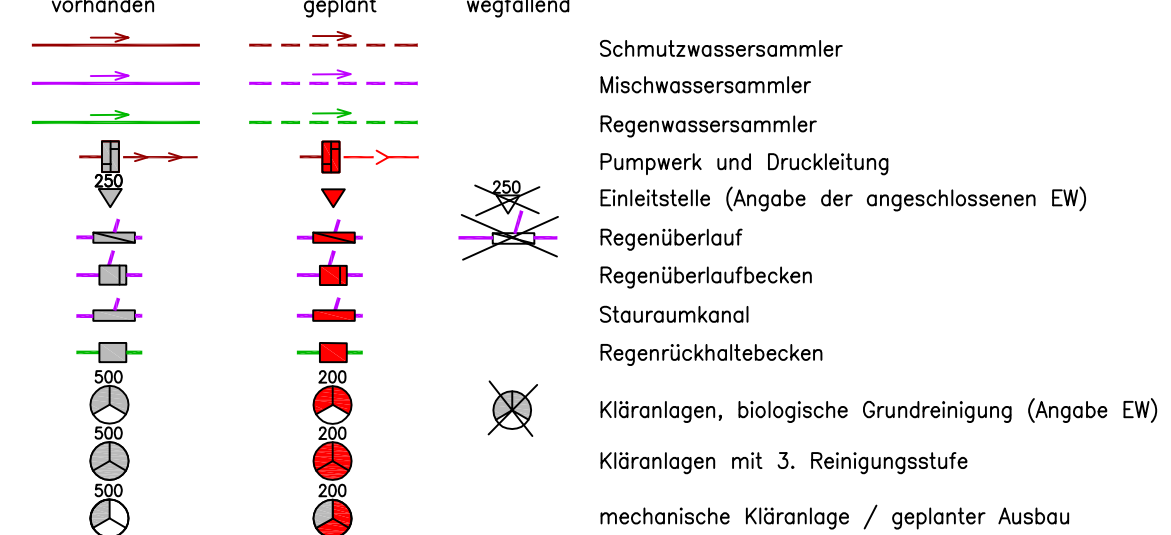 vorhanden geplant wegfallend
Schmutzwassersammler
Mischwassersammler
Regenwassersammler
Pumpwerk und Druckleitung
250 250 Einleitstelle (Angabe der angeschlossenen EW)
Regenüberlauf
Regenüberlaufbecken
Stauraumkanal
Regenrückhaltebecken
500 200
Kläranlagen, biologische Grundreinigung (Angabe EW)
500 200
Kläranlagen mit 3. Reinigungsstufe
500 200
mechanische Kläranlage / geplanter Ausbau